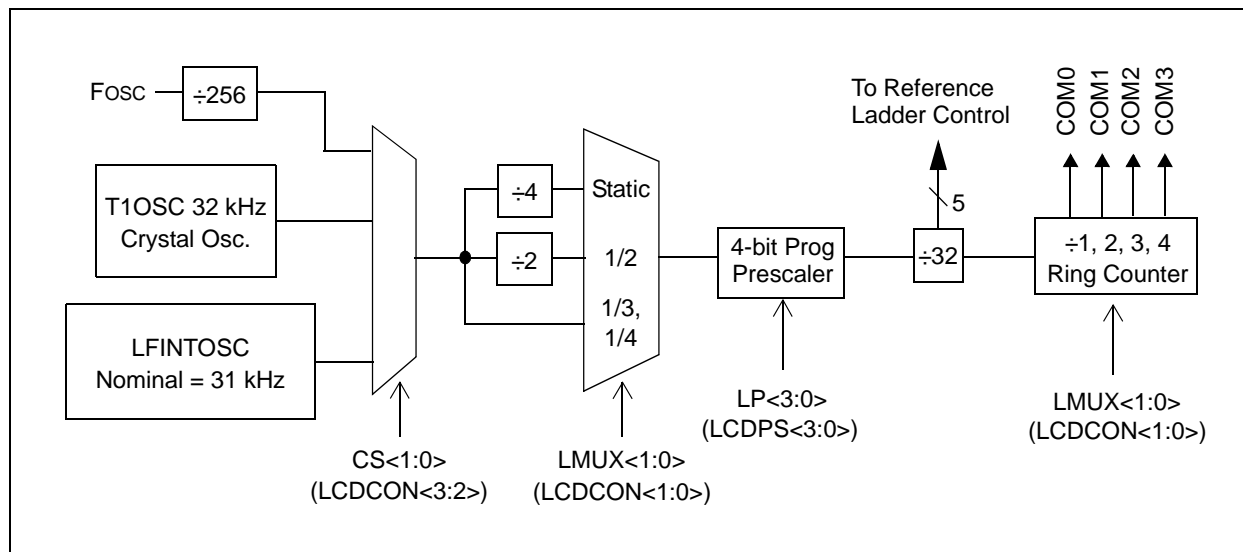 FOSC
÷256
T1OSC 32 kHz
Crystal Osc.
LFINTOSC
Nominal = 31 kHz
CS<1:0>
(LCDCON<3:2>)
÷4
÷2
Static
1/2
1/3,
1/4
LMUX<1:0>
(LCDCON<1:0>)
4-bit Prog
Prescaler
LP<3:0>
(LCDPS<3:0>)
To Reference
Ladder Control
5
÷32
COM0
COM1
COM2
COM3
÷1, 2, 3, 4
Ring Counter
LMUX<1:0>
(LCDCON<1:0>)